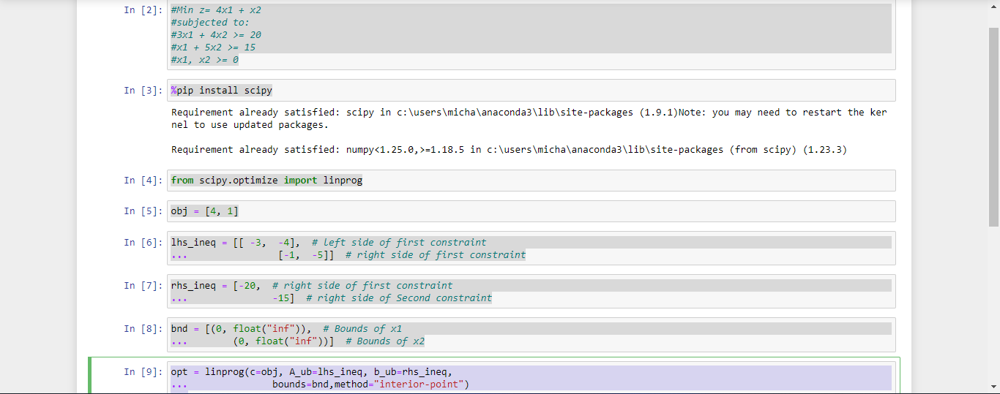 In [2]: #Min z= 4x1 + x2
#subjected to:
#3x1 + 4x2 >= 20
#x1 + 5x2 >= 15
#x1, x2 >= 0
In [3]: %pip install scipy
Requirement already satisfied: scipy in c:\users\micha\anaconda3\lib\site-packages (1.9.1)Note: you may need to restart the ker
nel to use updated packages.
Requirement already satisfied: numpy<1.25.0,>=1.18.5 in c:\users\micha\anaconda3\lib\site-packages (from scipy) (1.23.3)
In [4]: from scipy.optimize import linprog
In [5]: obj = [4, 1]
In [6]: lhs_ineq = [[ -3,  -4],  # left side of first constraint
...                [-1,  -5]]  # right side of first constraint
In [7]: rhs_ineq = [-20,  # right side of first constraint
...               -15]  # right side of Second constraint
In [8]: bnd = [(0, float("inf")),  # Bounds of x1
...        (0, float("inf"))]  # Bounds of x2
In [9]: opt = linprog(c=obj, A_ub=lhs_ineq, b_ub=rhs_ineq,
...               bounds=bnd,method="interior-point")